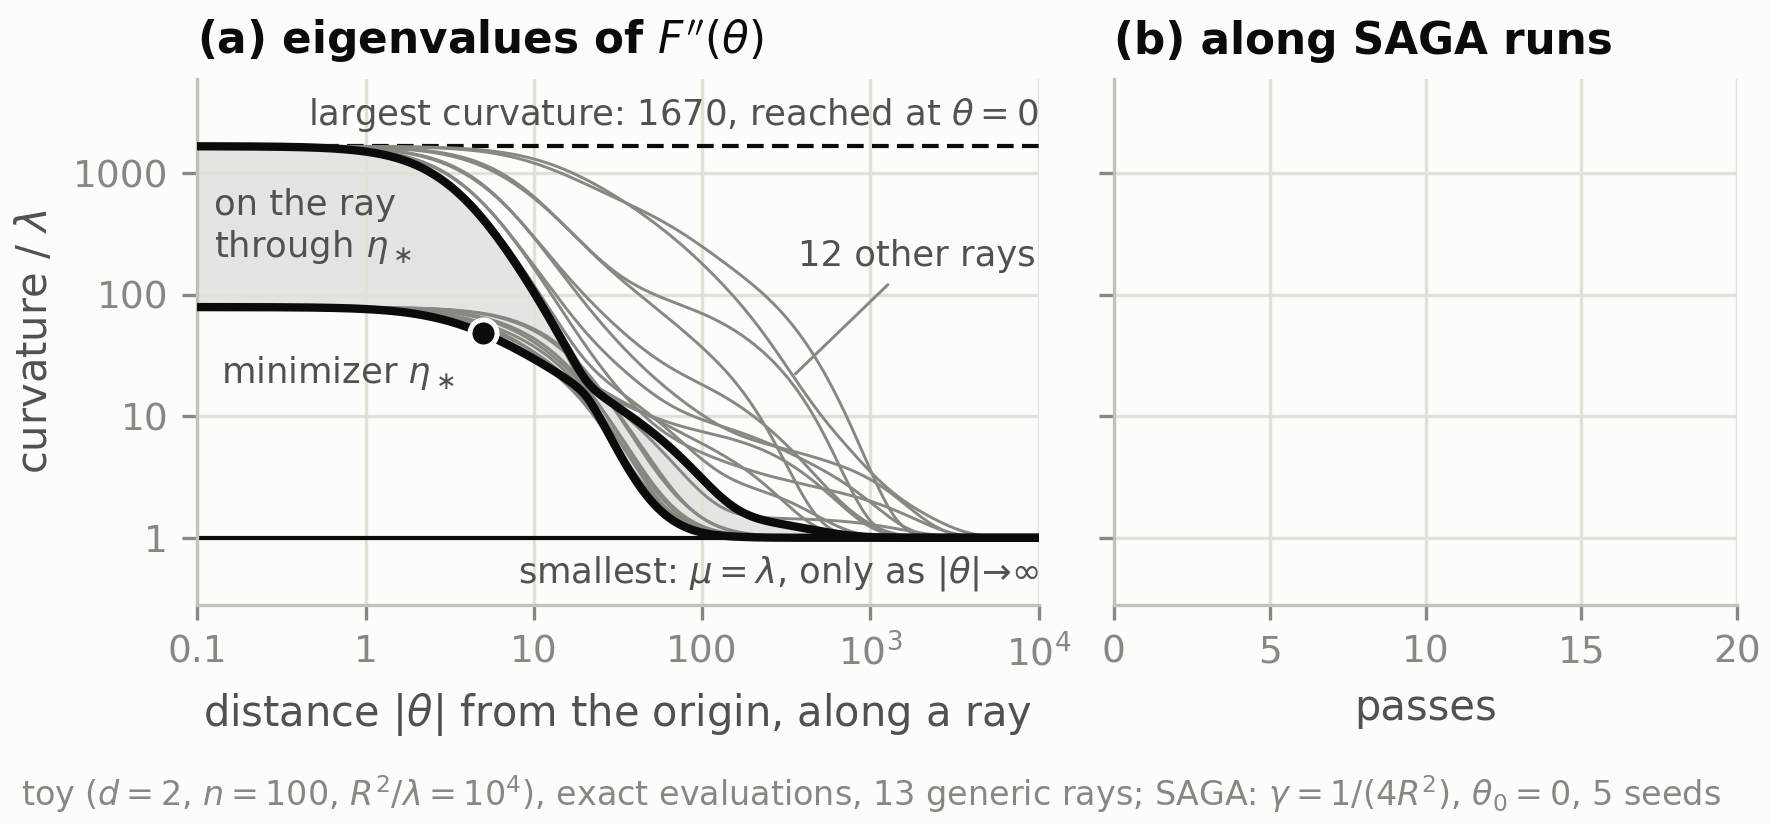 (a) eigenvalues of F″(θ)
(b) along SAGA runs
largest curvature: 1670, reached at θ = 0
on the ray
through η∗
12 other rays
minimizer η∗
smallest: μ = λ, only as |θ|→∞
curvature / λ
1000
100
10
1
0.1 1 10 100 10³ 10⁴
0 5 10 15 20
distance |θ| from the origin, along a ray
passes
toy (d = 2, n = 100, R²/λ = 10⁴), exact evaluations, 13 generic rays; SAGA: γ = 1/(4R²), θ₀ = 0, 5 seeds